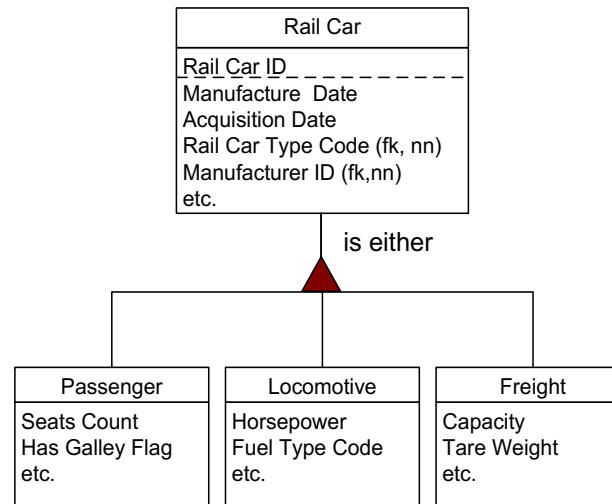 Rail Car
Rail Car ID
Manufacture Date
Acquisition Date
Rail Car Type Code (fk, nn)
Manufacturer ID (fk,nn)
etc.
is either
Passenger
Seats Count
Has Galley Flag
etc.
Locomotive
Horsepower
Fuel Type Code
etc.
Freight
Capacity
Tare Weight
etc.